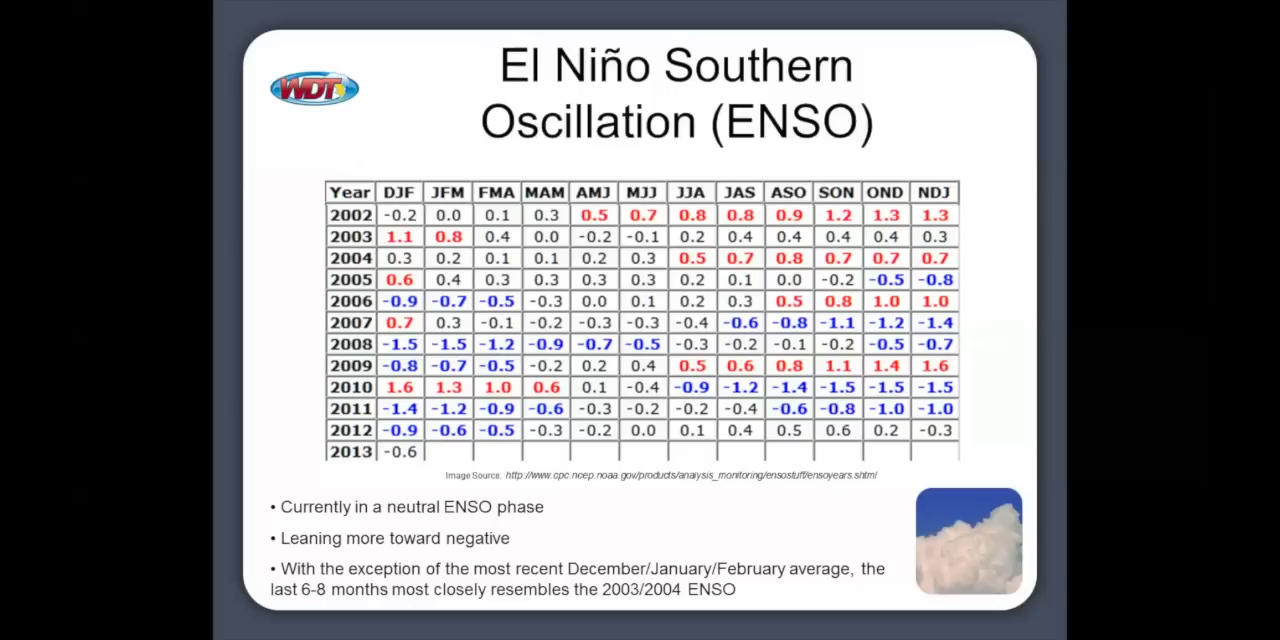 WDT
El Niño Southern
Oscillation (ENSO)
Year DJF JFM FMA MAM AMJ MJJ JJA JAS ASO SON OND NDJ
2002 -0.2 0.0 0.1 0.3 0.5 0.7 0.8 0.8 0.9 1.2 1.3 1.3
2003 1.1 0.8 0.4 0.0 -0.2 -0.1 0.2 0.4 0.4 0.4 0.4 0.3
2004 0.3 0.2 0.1 0.1 0.2 0.3 0.5 0.7 0.8 0.7 0.7 0.7
2005 0.6 0.4 0.3 0.3 0.3 0.3 0.2 0.1 0.0 -0.2 -0.5 -0.8
2006 -0.9 -0.7 -0.5 -0.3 0.0 0.1 0.2 0.3 0.5 0.8 1.0 1.0
2007 0.7 0.3 -0.1 -0.2 -0.3 -0.3 -0.4 -0.6 -0.8 -1.1 -1.2 -1.4
2008 -1.5 -1.5 -1.2 -0.9 -0.7 -0.5 -0.3 -0.2 -0.1 -0.2 -0.5 -0.7
2009 -0.8 -0.7 -0.5 -0.2 0.2 0.4 0.5 0.6 0.8 1.1 1.4 1.6
2010 1.6 1.3 1.0 0.6 0.1 -0.4 -0.9 -1.2 -1.4 -1.5 -1.5 -1.5
2011 -1.4 -1.2 -0.9 -0.6 -0.3 -0.2 -0.2 -0.4 -0.6 -0.8 -1.0 -1.0
2012 -0.9 -0.6 -0.5 -0.3 -0.2 0.0 0.1 0.4 0.5 0.6 0.2 -0.3
2013 -0.6
Image Source: http://www.cpc.ncep.noaa.gov/products/analysis_monitoring/ensostuff/ensoyears.shtml
• Currently in a neutral ENSO phase
• Leaning more toward negative
• With the exception of the most recent December/January/February average, the
last 6-8 months most closely resembles the 2003/2004 ENSO